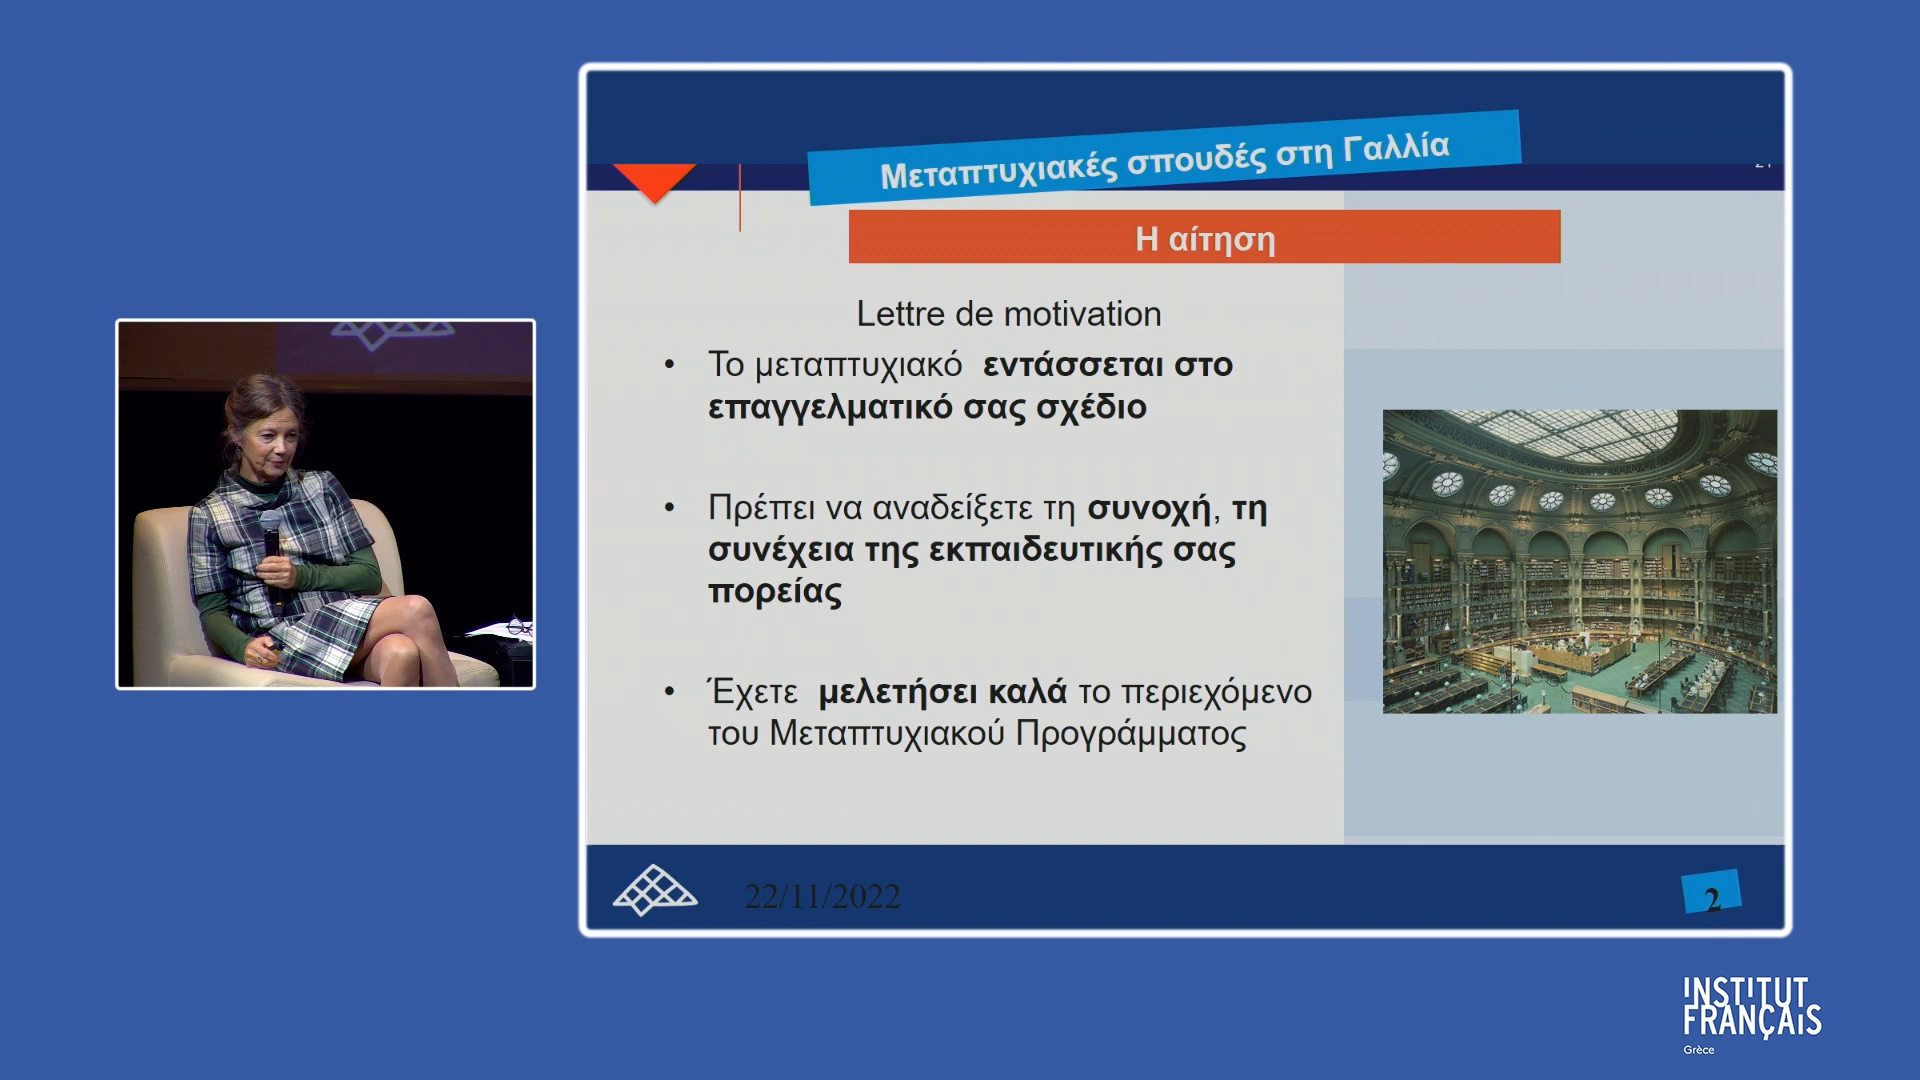 Μεταπτυχιακές σπουδές στη Γαλλία
Η αίτηση
Lettre de motivation
• Το μεταπτυχιακό εντάσσεται στο
επαγγελματικό σας σχέδιο
• Πρέπει να αναδείξετε τη συνοχή, τη
συνέχεια της εκπαιδευτικής σας
πορείας
• Έχετε μελετήσει καλά το περιεχόμενο
του Μεταπτυχιακού Προγράμματος
22/11/2022
2
INSTITUT
FRANÇAIS
Grèce